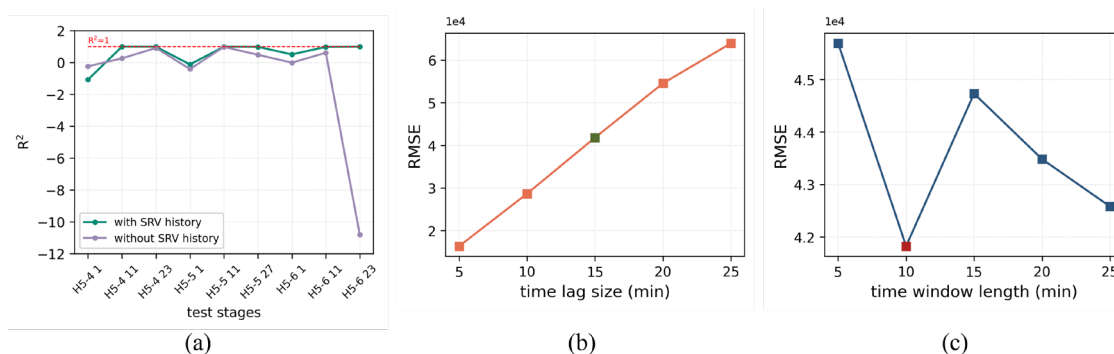 2
0
−2
−4
−6
−8
−10
−12
R²
R²=1
with SRV history
without SRV history
H5-4 1
H5-4 11
H5-4 23
H5-5 1
H5-5 11
H5-5 27
H5-6 1
H5-6 11
H5-6 23
test stages
(a)
1e4
6
5
4
3
2
RMSE
5
10
15
20
25
time lag size (min)
(b)
1e4
4.5
4.4
4.3
4.2
RMSE
5
10
15
20
25
time window length (min)
(c)